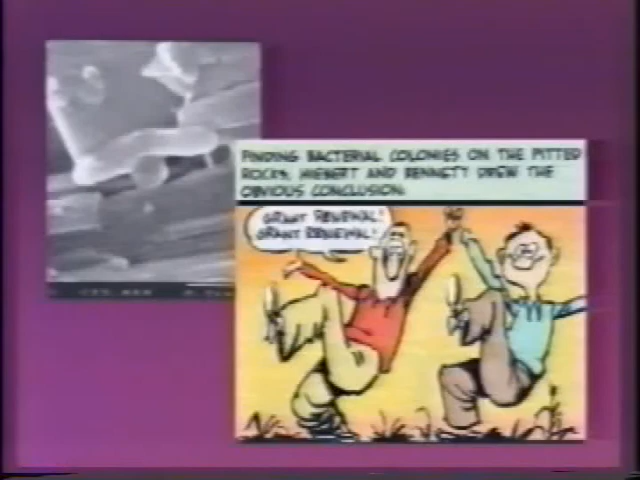 FINDING BACTERIAL COLONIES ON THE PITTED
ROCKS, HIEBERT AND BENNETT DREW THE
OBVIOUS CONCLUSION:
GRANT RENEWAL!
GRANT RENEWAL!